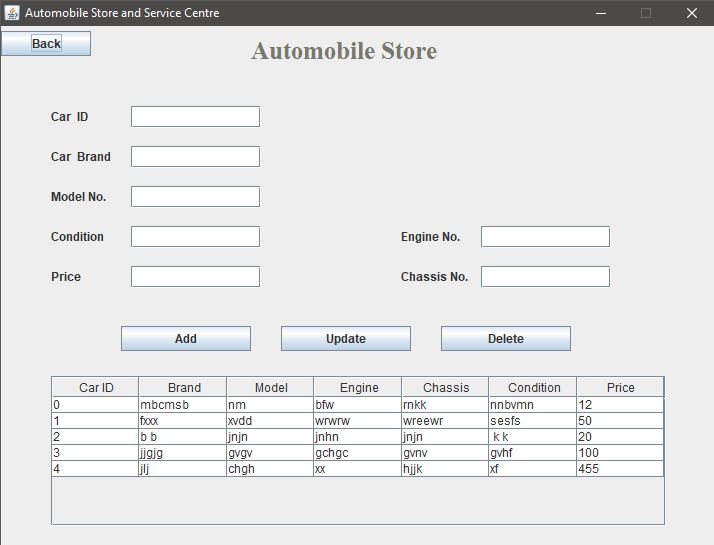 Automobile Store and Service Centre
Back
Automobile Store
Car ID
Car Brand
Model No.
Condition
Engine No.
Price
Chassis No.
Add Update Delete
Car ID Brand Model Engine Chassis Condition Price
0 mbcmsb nm bfw rnkk nnbvmn 12
1 fxxx xvdd wrwrw wreewr sesfs 50
2 b b jnjn jnhn jnjn k k 20
3 jjgjg gvgv gchgc gvnv gvhf 100
4 jlj chgh xx hjjk xf 455